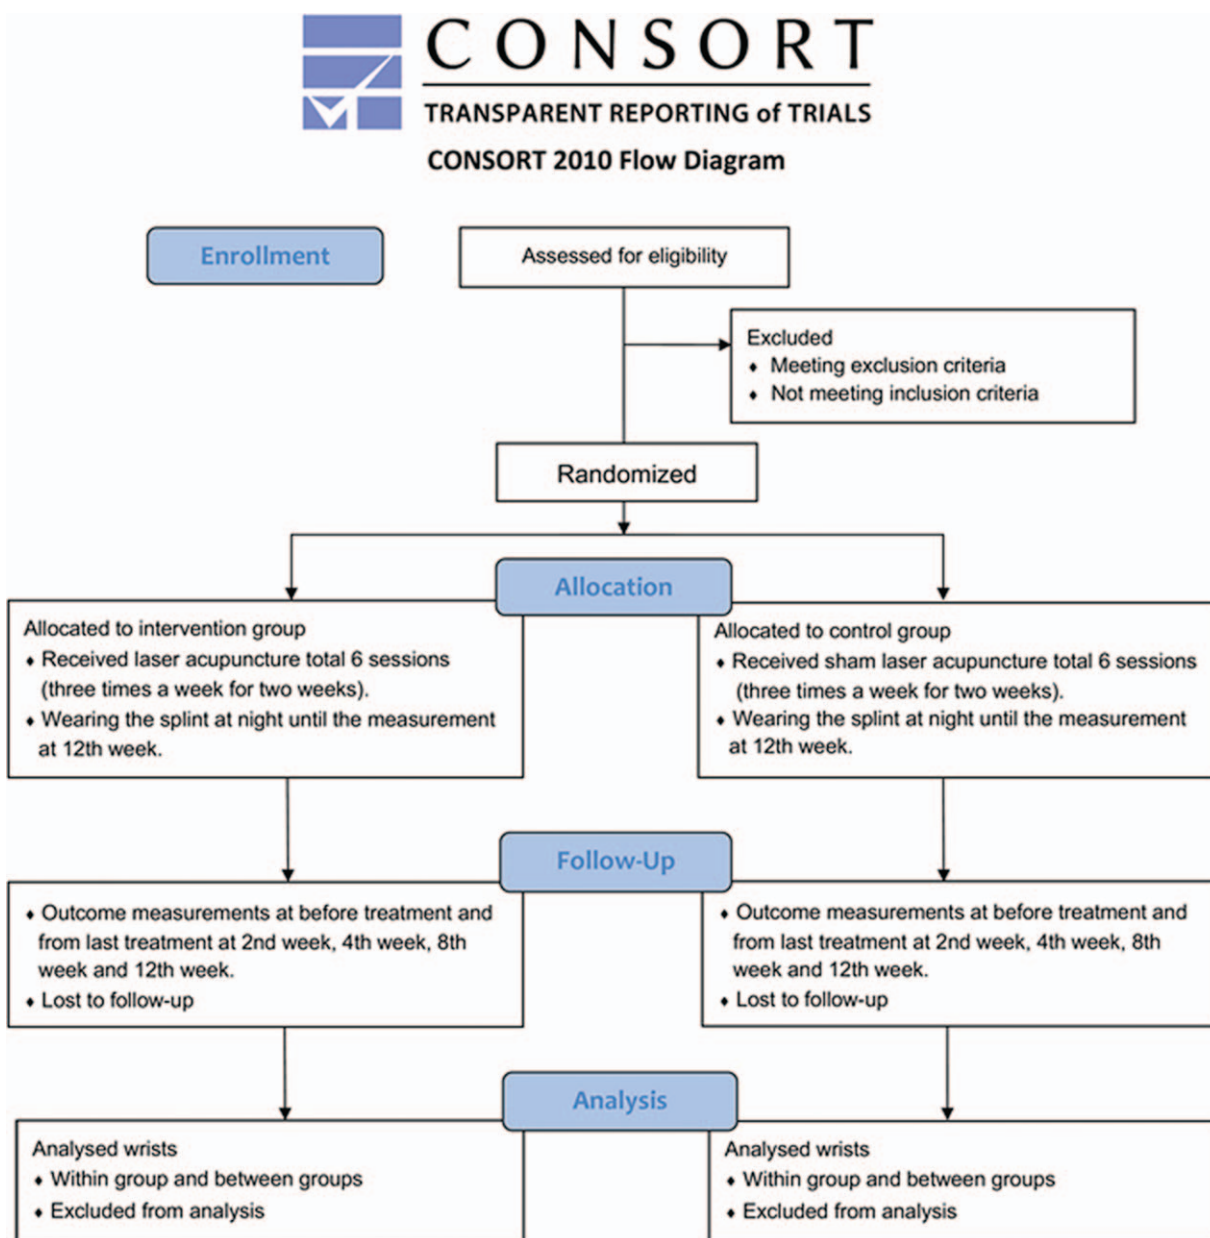 CONSORT
TRANSPARENT REPORTING of TRIALS
CONSORT 2010 Flow Diagram
Enrollment
Assessed for eligibility
Excluded
♦ Meeting exclusion criteria
♦ Not meeting inclusion criteria
Randomized
Allocation
Allocated to intervention group
♦ Received laser acupuncture total 6 sessions
(three times a week for two weeks).
♦ Wearing the splint at night until the measurement
at 12th week.
Allocated to control group
♦ Received sham laser acupuncture total 6 sessions
(three times a week for two weeks).
♦ Wearing the splint at night until the measurement
at 12th week.
Follow-Up
♦ Outcome measurements at before treatment and
from last treatment at 2nd week, 4th week, 8th
week and 12th week.
♦ Lost to follow-up
♦ Outcome measurements at before treatment and
from last treatment at 2nd week, 4th week, 8th
week and 12th week.
♦ Lost to follow-up
Analysis
Analysed wrists
♦ Within group and between groups
♦ Excluded from analysis
Analysed wrists
♦ Within group and between groups
♦ Excluded from analysis